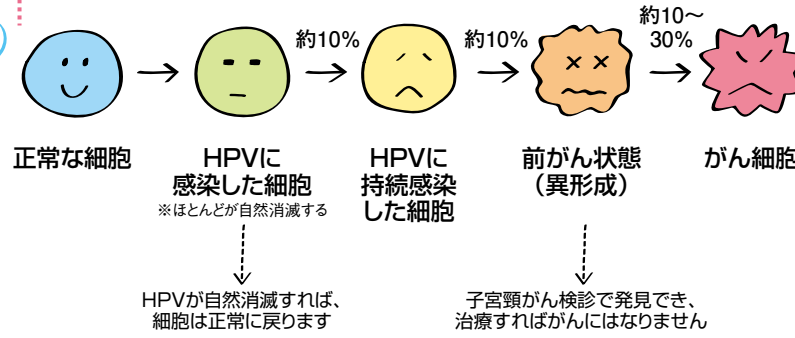 約10%
約10%
約10～
30%
正常な細胞
HPVに
感染した細胞
※ほとんどが自然消滅する
HPVに
持続感染
した細胞
前がん状態
（異形成）
がん細胞
HPVが自然消滅すれば、
細胞は正常に戻ります
子宮頸がん検診で発見でき、
治療すればがんにはなりません